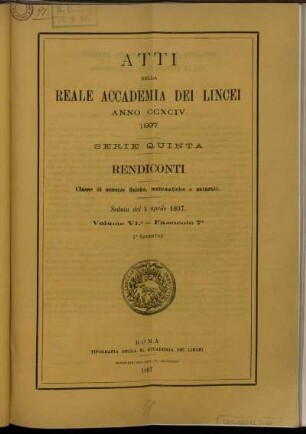 ATTI
DELLA
REALE ACCADEMIA DEI LINCEI
ANNO CCXCIV.
1897
SERIE QUINTA
RENDICONTI
Classe di scienze fisiche, matematiche e naturali.
Seduta del 4 aprile 1897.
Volume VI.° — Fascicolo 7°
1° Semestre
ROMA
TIPOGRAFIA DELLA R. ACCADEMIA DEI LINCEI
1897